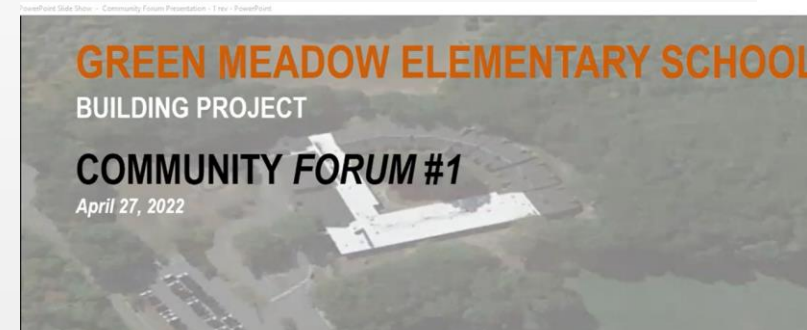 PowerPoint Slide Show - Community Forum Presentation - 1 rev - PowerPoint
GREEN MEADOW ELEMENTARY SCHOOL
BUILDING PROJECT
COMMUNITY FORUM #1
April 27, 2022